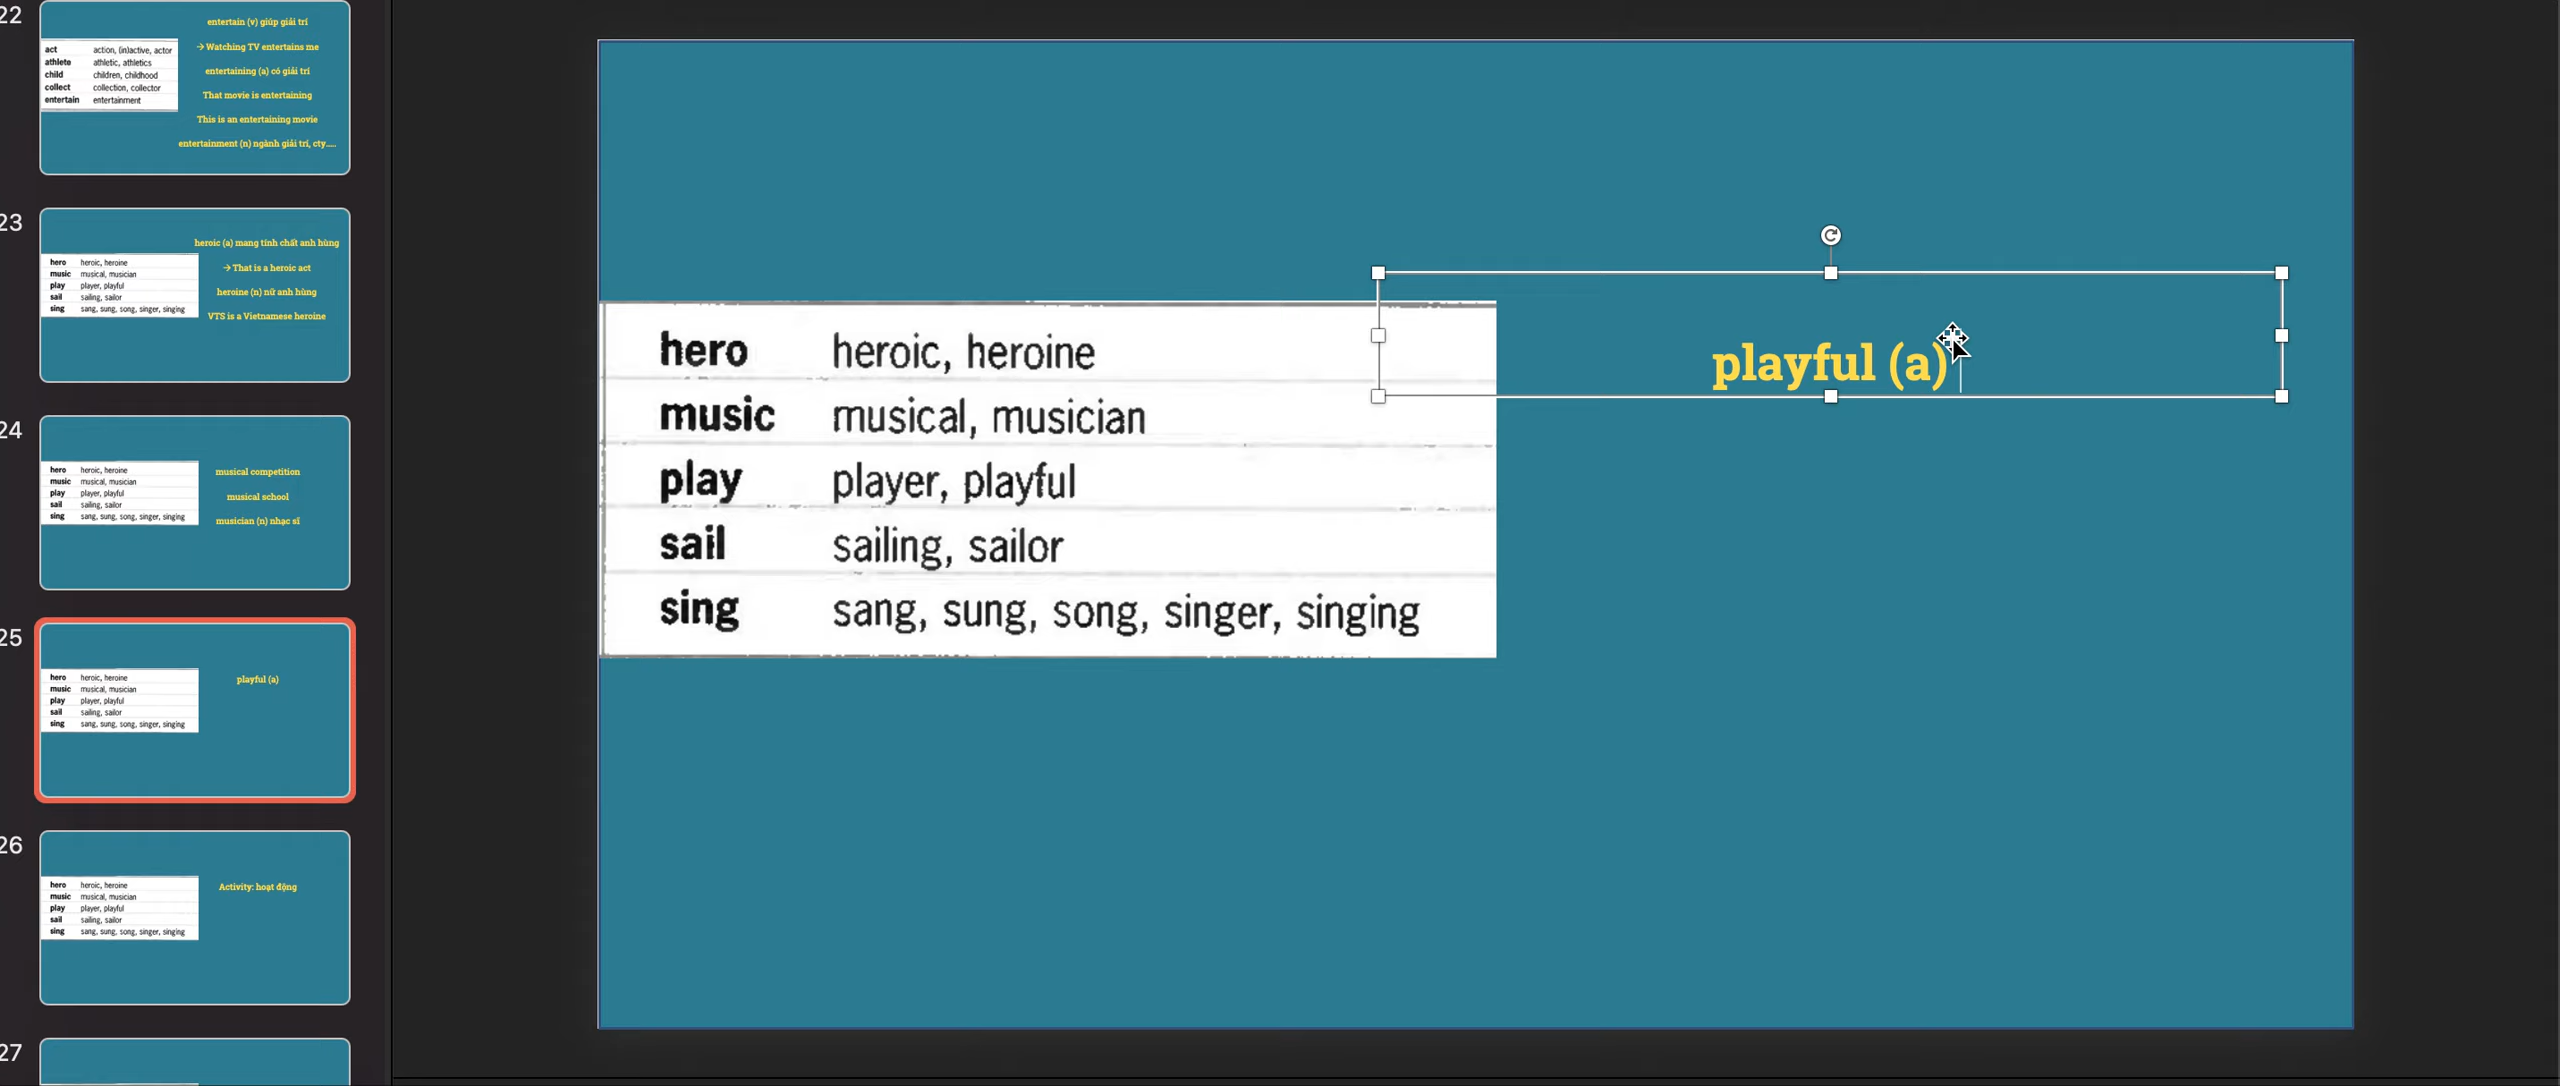 22
entertain (v) giúp giải trí
→ Watching TV entertains me
entertaining (a) có giải trí
That movie is entertaining
This is an entertaining movie
entertainment (n) ngành giải trí, cty.....
act action, (in)active, actor
athlete athletic, athletics
child children, childhood
collect collection, collector
entertain entertainment
23
heroic (a) mang tính chất anh hùng
→ That is a heroic act
heroine (n) nữ anh hùng
VTS is a Vietnamese heroine
hero heroic, heroine
music musical, musician
play player, playful
sail sailing, sailor
sing sang, sung, song, singer, singing
24
musical competition
musical school
musician (n) nhạc sĩ
hero heroic, heroine
music musical, musician
play player, playful
sail sailing, sailor
sing sang, sung, song, singer, singing
25
playful (a)
hero heroic, heroine
music musical, musician
play player, playful
sail sailing, sailor
sing sang, sung, song, singer, singing
26
Activity: hoạt động
hero heroic, heroine
music musical, musician
play player, playful
sail sailing, sailor
sing sang, sung, song, singer, singing
27
playful (a)
hero heroic, heroine
music musical, musician
play player, playful
sail sailing, sailor
sing sang, sung, song, singer, singing